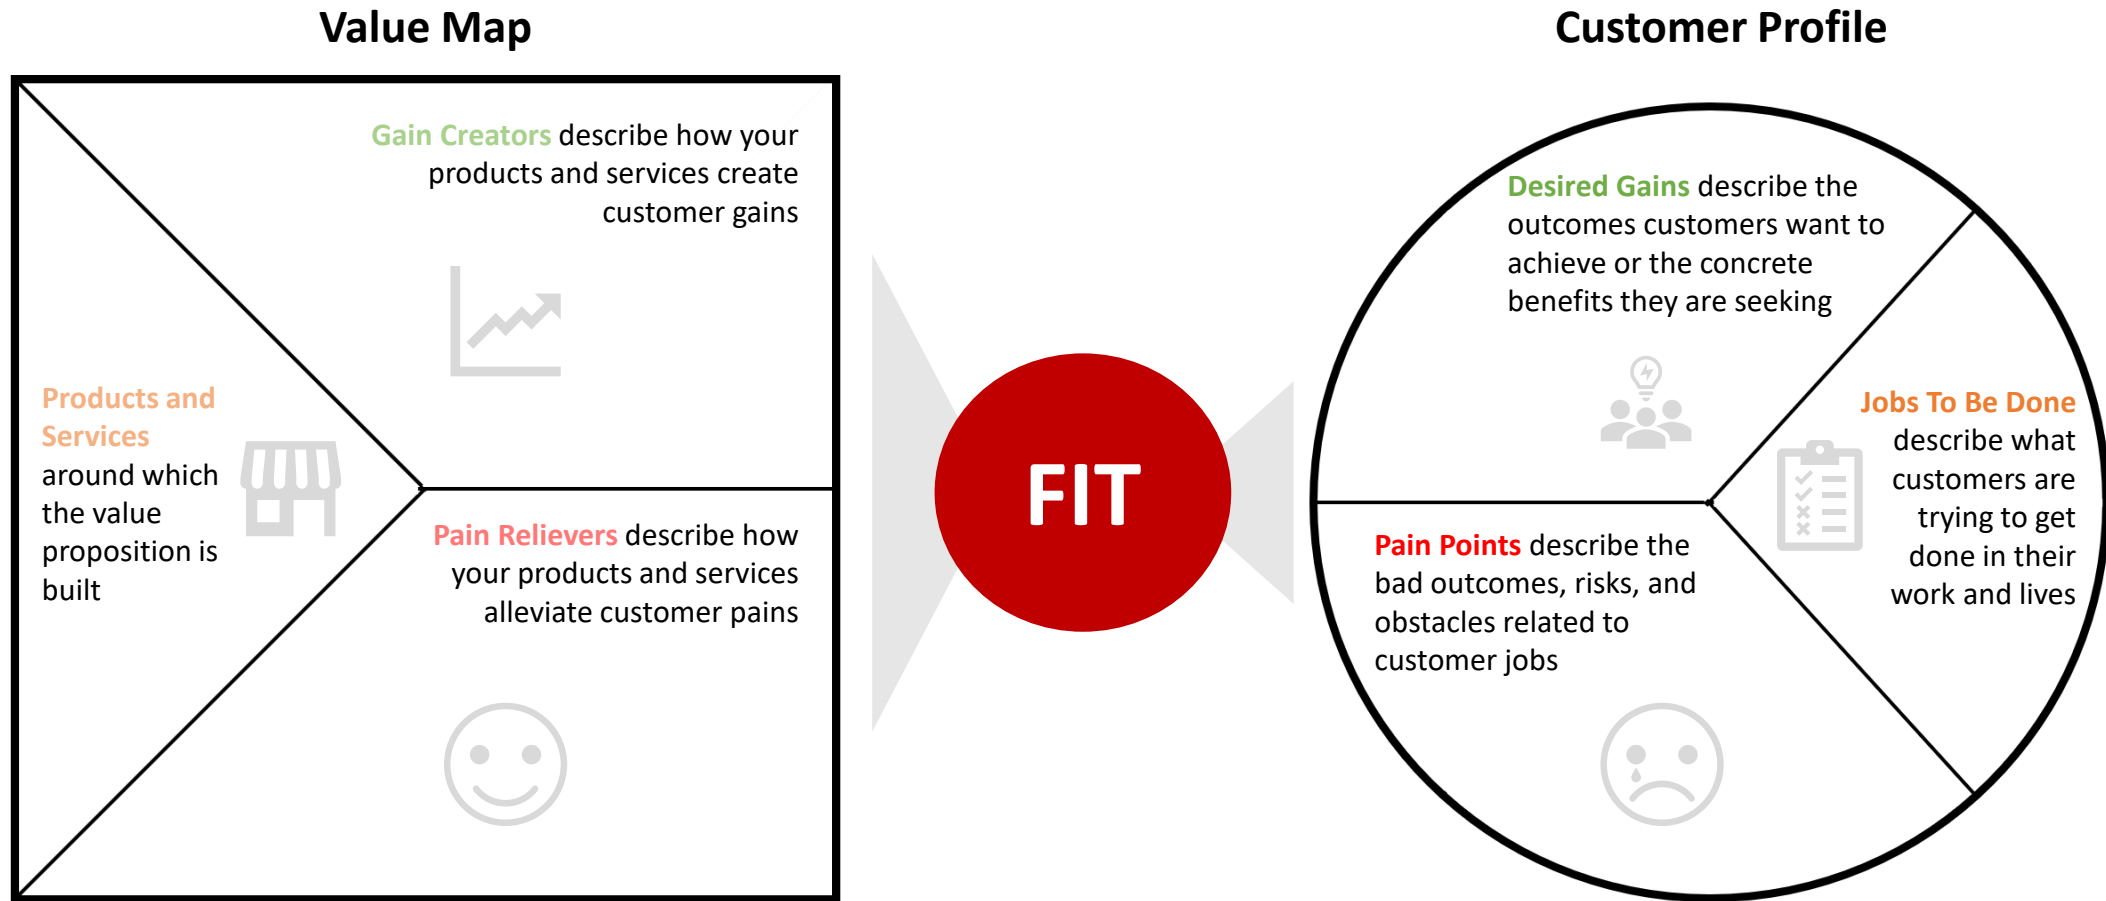 Value Map
Customer Profile
Gain Creators describe how your
products and services create
customer gains
Products and
Services
around which
the value
proposition is
built
Pain Relievers describe how
your products and services
alleviate customer pains
FIT
Desired Gains describe the
outcomes customers want to
achieve or the concrete
benefits they are seeking
Jobs To Be Done
describe what
customers are
trying to get
done in their
work and lives
Pain Points describe the
bad outcomes, risks, and
obstacles related to
customer jobs